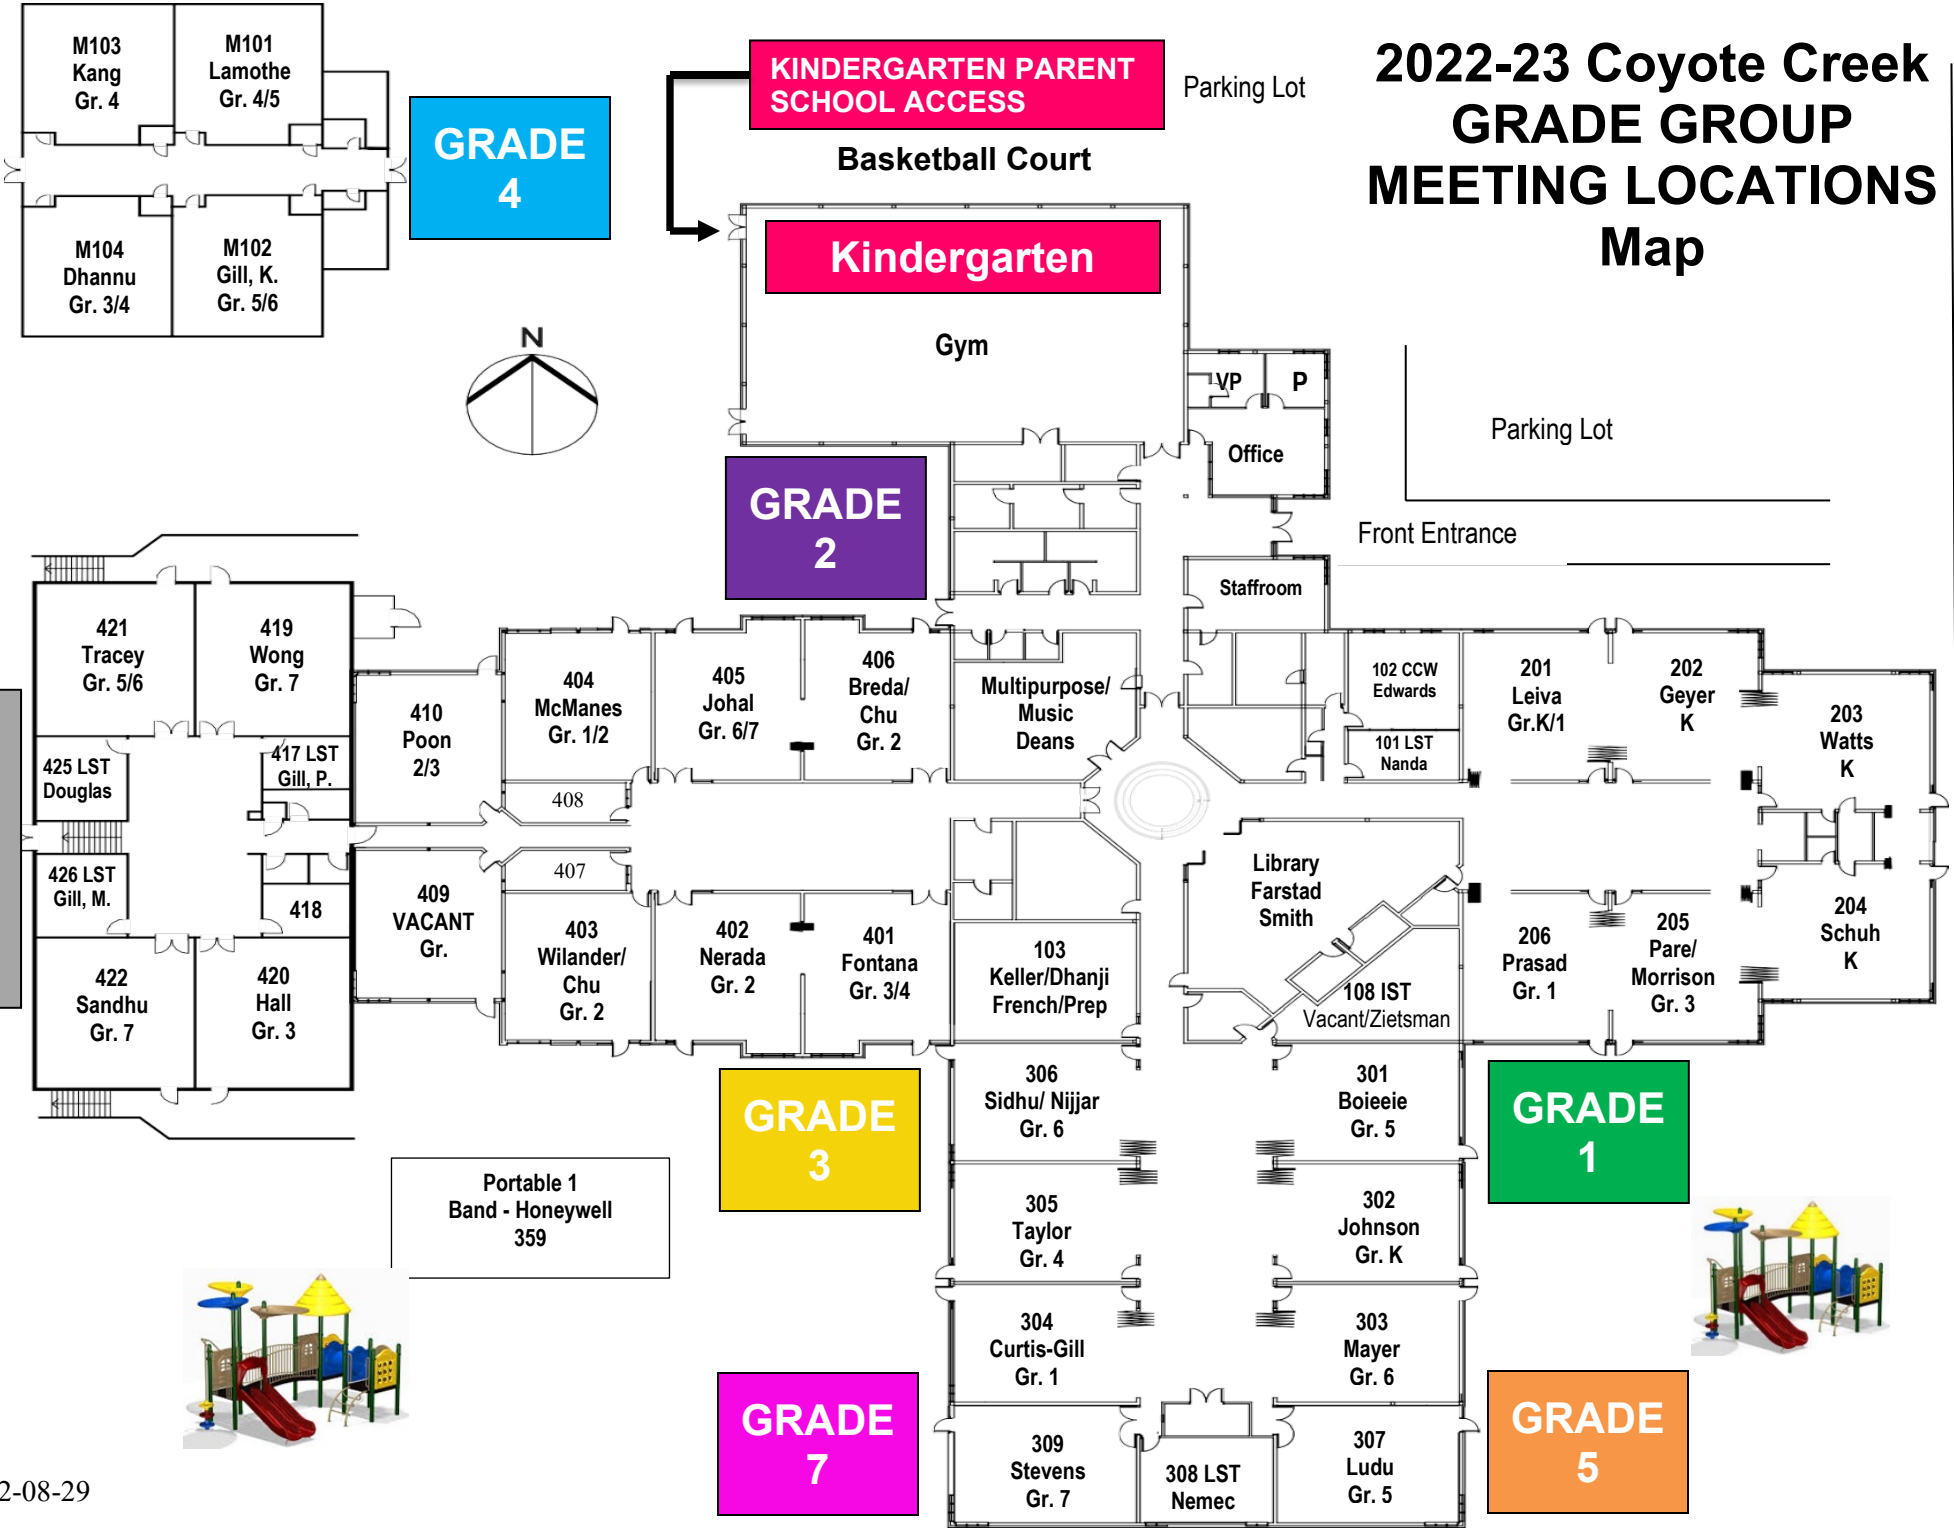 2022-23 Coyote Creek
GRADE GROUP
MEETING LOCATIONS
Map
M103
Kang
Gr. 4
M101
Lamothe
Gr. 4/5
M104
Dhannu
Gr. 3/4
M102
Gill, K.
Gr. 5/6
GRADE
4
KINDERGARTEN PARENT
SCHOOL ACCESS
Parking Lot
Basketball Court
Kindergarten
Gym
N
VP
P
Office
Parking Lot
Front Entrance
Staffroom
GRADE
2
421
Tracey
Gr. 5/6
419
Wong
Gr. 7
425 LST
Douglas
417 LST
Gill, P.
426 LST
Gill, M.
418
422
Sandhu
Gr. 7
420
Hall
Gr. 3
410
Poon
2/3
409
VACANT
Gr.
404
McManes
Gr. 1/2
408
407
403
Wilander/
Chu
Gr. 2
405
Johal
Gr. 6/7
406
Breda/
Chu
Gr. 2
402
Nerada
Gr. 2
401
Fontana
Gr. 3/4
Multipurpose/
Music
Deans
103
Keller/Dhanji
French/Prep
Library
Farstad
Smith
108 IST
Vacant/Zietsman
102 CCW
Edwards
101 LST
Nanda
201
Leiva
Gr.K/1
202
Geyer
K
203
Watts
K
204
Schuh
K
206
Prasad
Gr. 1
205
Pare/
Morrison
Gr. 3
GRADE
3
306
Sidhu/ Nijjar
Gr. 6
301
Boieeie
Gr. 5
GRADE
1
Portable 1
Band - Honeywell
359
305
Taylor
Gr. 4
302
Johnson
Gr. K
304
Curtis-Gill
Gr. 1
303
Mayer
Gr. 6
GRADE
7
309
Stevens
Gr. 7
308 LST
Nemec
307
Ludu
Gr. 5
GRADE
5
2-08-29